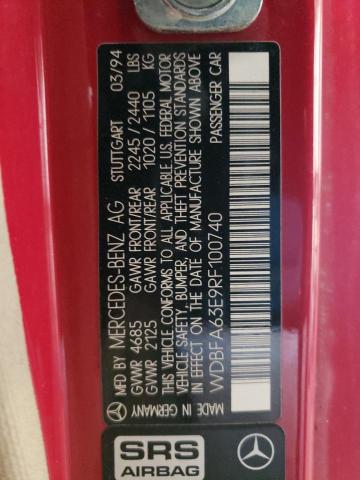 MFD BY MERCEDES-BENZ AG STUTTGART 03/94
GVWR 4685 GAWR FRONT/REAR 2245/2440 LBS
GVWR 2125 GAWR FRONT/REAR 1020/1105 KG
THIS VEHICLE CONFORMS TO ALL APPLICABLE U.S. FEDERAL MOTOR
VEHICLE SAFETY, BUMPER, AND THEFT PREVENTION STANDARDS
IN EFFECT ON THE DATE OF MANUFACTURE SHOWN ABOVE
WDBFA63E9RF100740 PASSENGER CAR
MADE IN GERMANY
SRS
AIRBAG